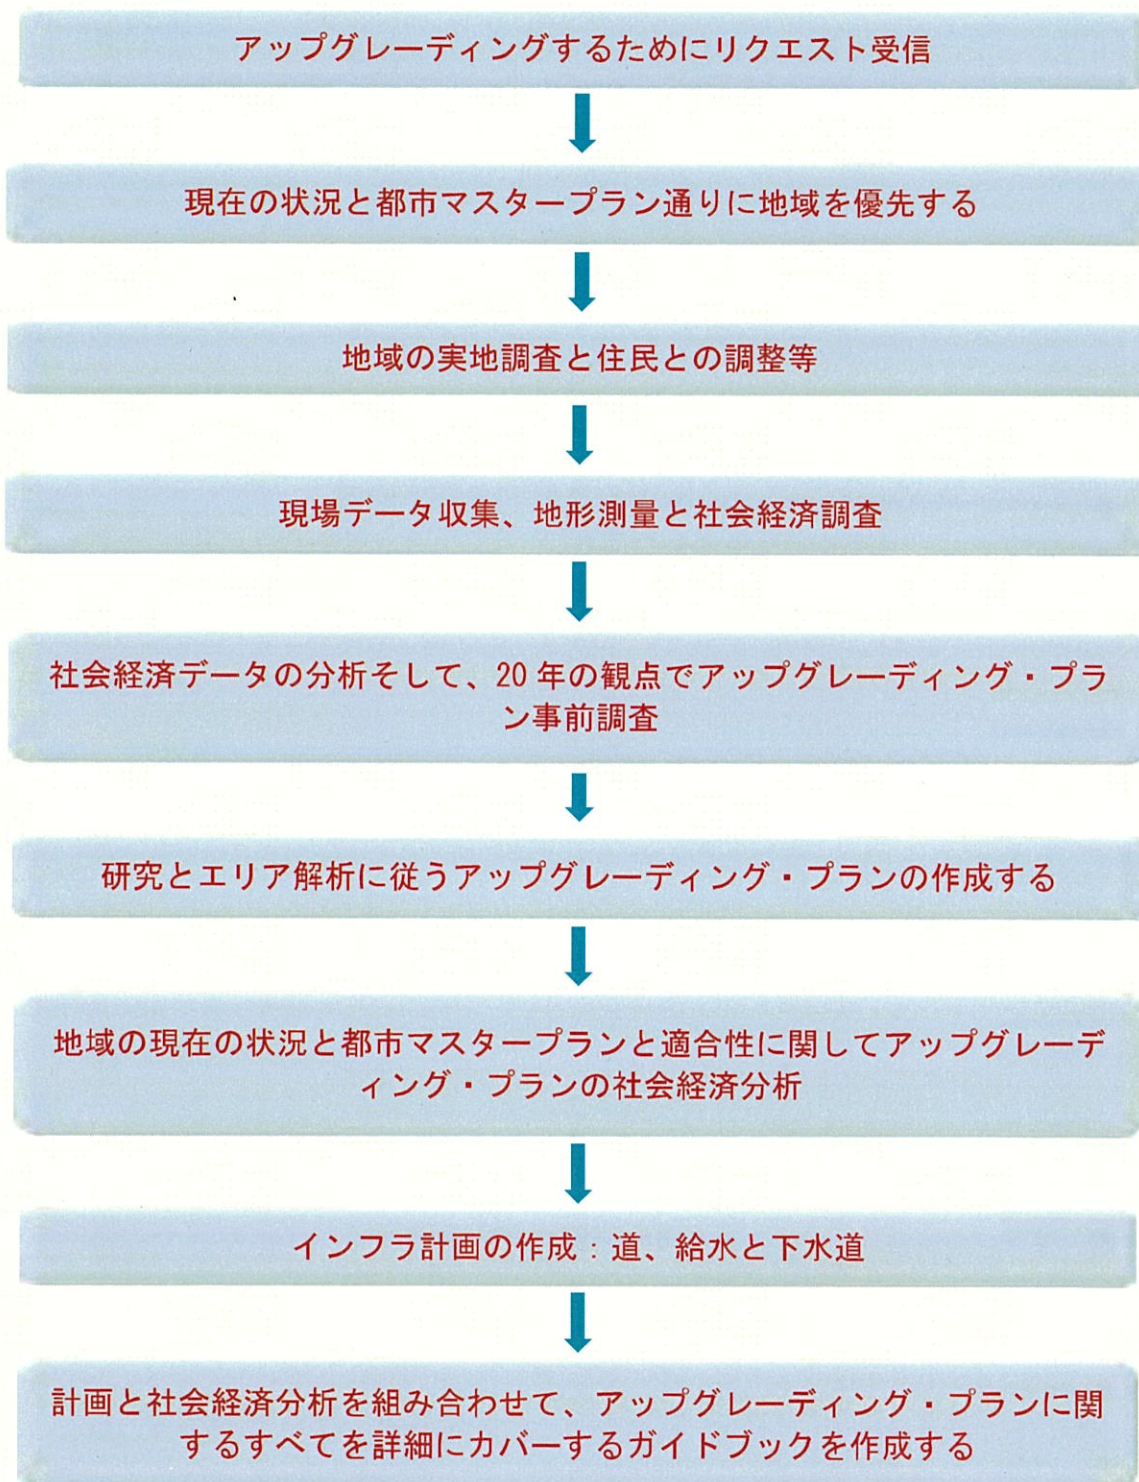 アップグレーディングするためにリクエスト受信
現在の状況と都市マスタープラン通りに地域を優先する
地域の実地調査と住民との調整等
現場データ収集、地形測量と社会経済調査
社会経済データの分析そして、20 年の観点でアップグレーディング・プラ
ン事前調査
研究とエリア解析に従うアップグレーディング・プランの作成する
地域の現在の状況と都市マスタープランと適合性に関してアップグレーデ
ィング・プランの社会経済分析
インフラ計画の作成：道、給水と下水道
計画と社会経済分析を組み合わせて、アップグレーディング・プランに関
するすべてを詳細にカバーするガイドブックを作成する